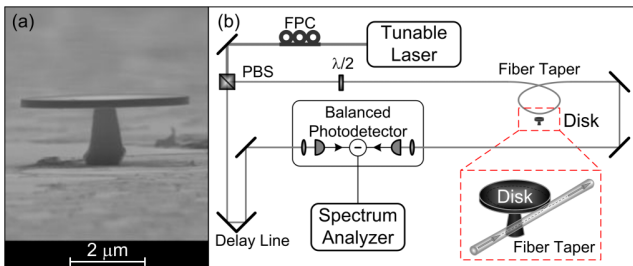 (a)
2 μm
(b)
FPC
Tunable
Laser
PBS
λ/2
Fiber Taper
Disk
Balanced
Photodetector
−
Delay Line
Spectrum
Analyzer
Disk
Fiber Taper